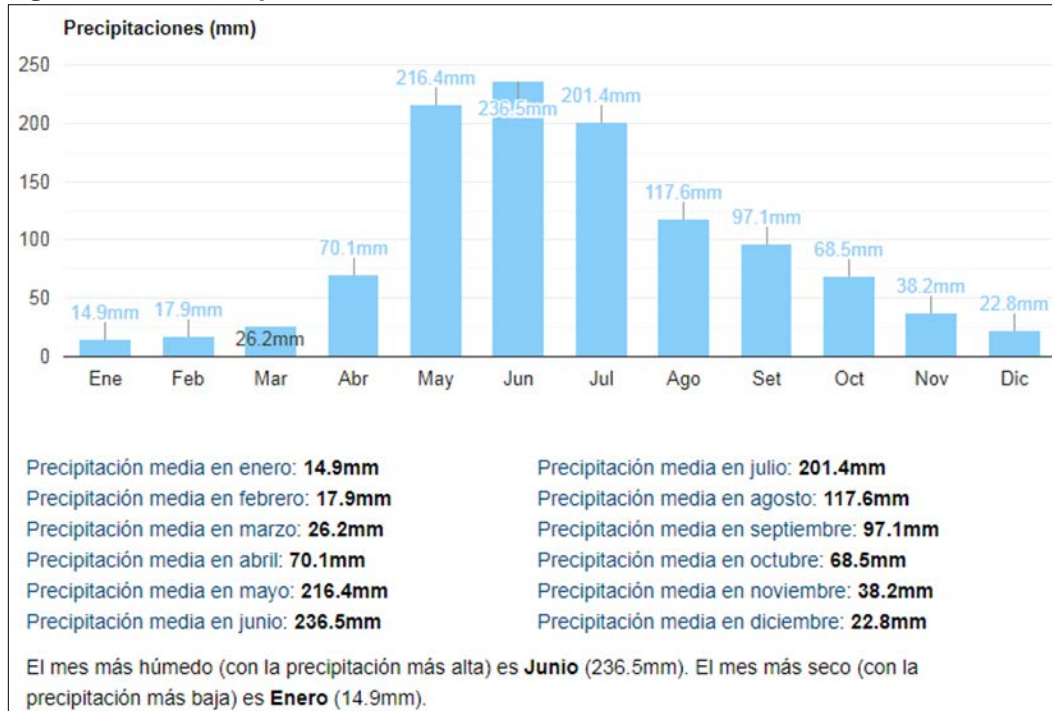 Precipitaciones (mm)
250
200
150
100
50
0
14.9mm
17.9mm
26.2mm
70.1mm
216.4mm
236.5mm
201.4mm
117.6mm
97.1mm
68.5mm
38.2mm
22.8mm
Ene Feb Mar Abr May Jun Jul Ago Set Oct Nov Dic
Precipitación media en enero: 14.9mm
Precipitación media en febrero: 17.9mm
Precipitación media en marzo: 26.2mm
Precipitación media en abril: 70.1mm
Precipitación media en mayo: 216.4mm
Precipitación media en junio: 236.5mm
Precipitación media en julio: 201.4mm
Precipitación media en agosto: 117.6mm
Precipitación media en septiembre: 97.1mm
Precipitación media en octubre: 68.5mm
Precipitación media en noviembre: 38.2mm
Precipitación media en diciembre: 22.8mm
El mes más húmedo (con la precipitación más alta) es Junio (236.5mm). El mes más seco (con la
precipitación más baja) es Enero (14.9mm).